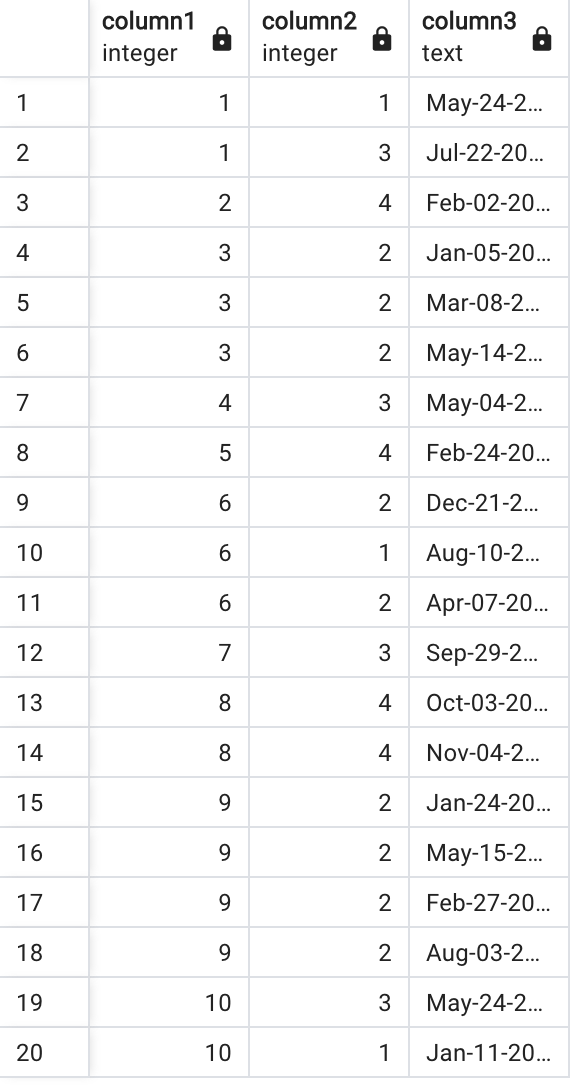 column1 column2 column3
integer integer text
1 1 1 May-24-2...
2 1 3 Jul-22-20...
3 2 4 Feb-02-20...
4 3 2 Jan-05-20...
5 3 2 Mar-08-2...
6 3 2 May-14-2...
7 4 3 May-04-2...
8 5 4 Feb-24-20...
9 6 2 Dec-21-2...
10 6 1 Aug-10-2...
11 6 2 Apr-07-20...
12 7 3 Sep-29-2...
13 8 4 Oct-03-20...
14 8 4 Nov-04-2...
15 9 2 Jan-24-20...
16 9 2 May-15-2...
17 9 2 Feb-27-20...
18 9 2 Aug-03-2...
19 10 3 May-24-2...
20 10 1 Jan-11-20...